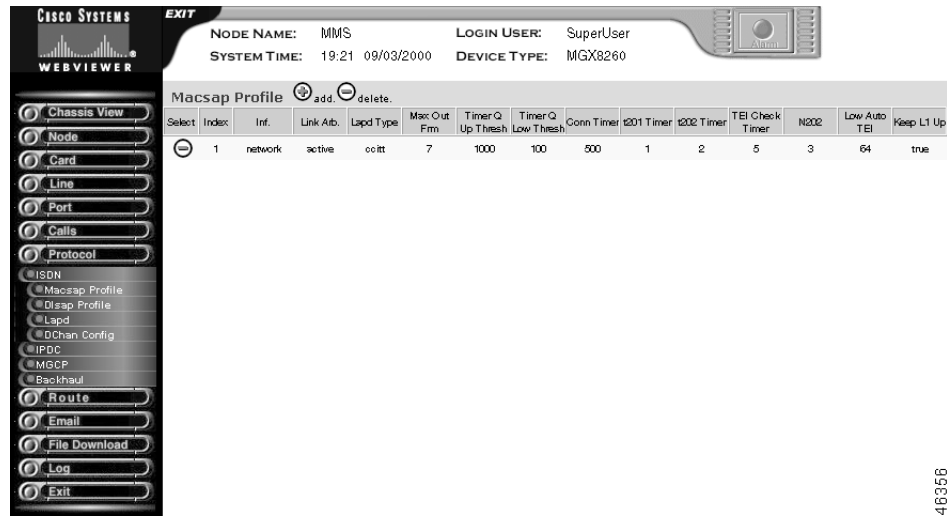 CISCO SYSTEMS
WEBVIEWER
EXIT
NODE NAME: MMS LOGIN USER: SuperUser
SYSTEM TIME: 19:21 09/03/2000 DEVICE TYPE: MGX8260
Alarm
Macsap Profile add. delete.
Select Index Inf. Link Arb. Lapd Type Max Out Frm Timer Q Up Thresh Timer Q Low Thresh Conn Timer t201 Timer t202 Timer TEI Check Timer N202 Low Auto TEI Keep L1 Up
1 network active ccitt 7 1000 100 500 1 2 5 3 64 true
Chassis View
Node
Card
Line
Port
Calls
Protocol
ISDN
Macsap Profile
Dlsap Profile
Lapd
DChan Config
IPDC
MGCP
Backhaul
Route
Email
File Download
Log
Exit
46356